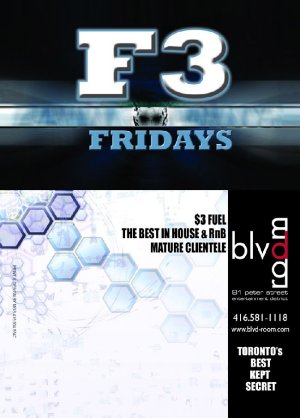 F3
FRIDAYS
$3 FUEL
THE BEST IN HOUSE & RnB
MATURE CLIENTELE
blvd room
91 peter street
entertainment district
416.581-1118
www.blvd-room.com
TORONTO's
BEST
KEPT
SECRET